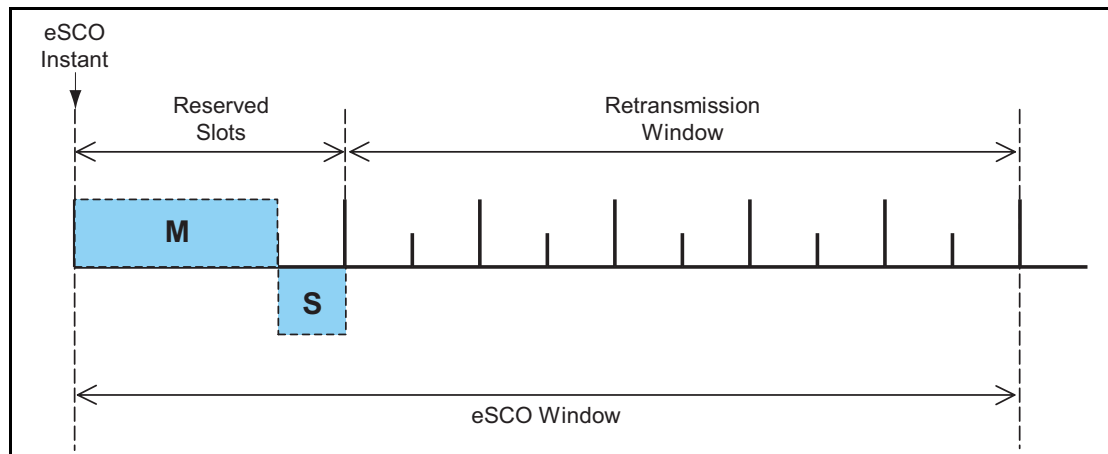 eSCO
Instant
Reserved
Slots
Retransmission
Window
M
S
eSCO Window